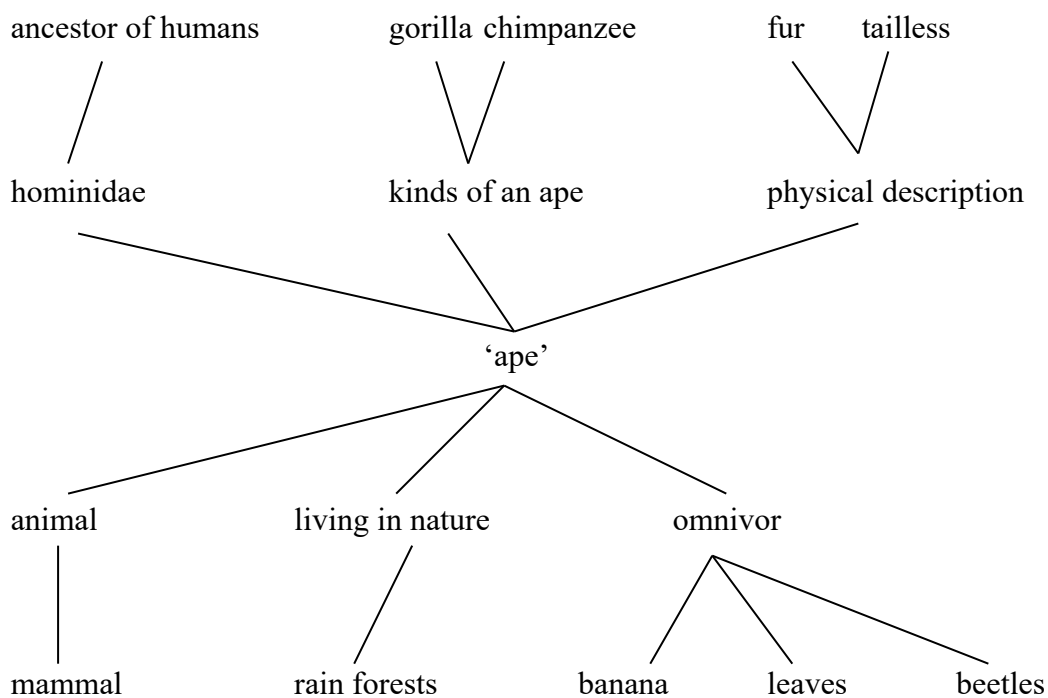 ancestor of humans gorilla chimpanzee fur tailless
hominidae kinds of an ape physical description
‘ape’
animal living in nature omnivor
mammal rain forests banana leaves beetles